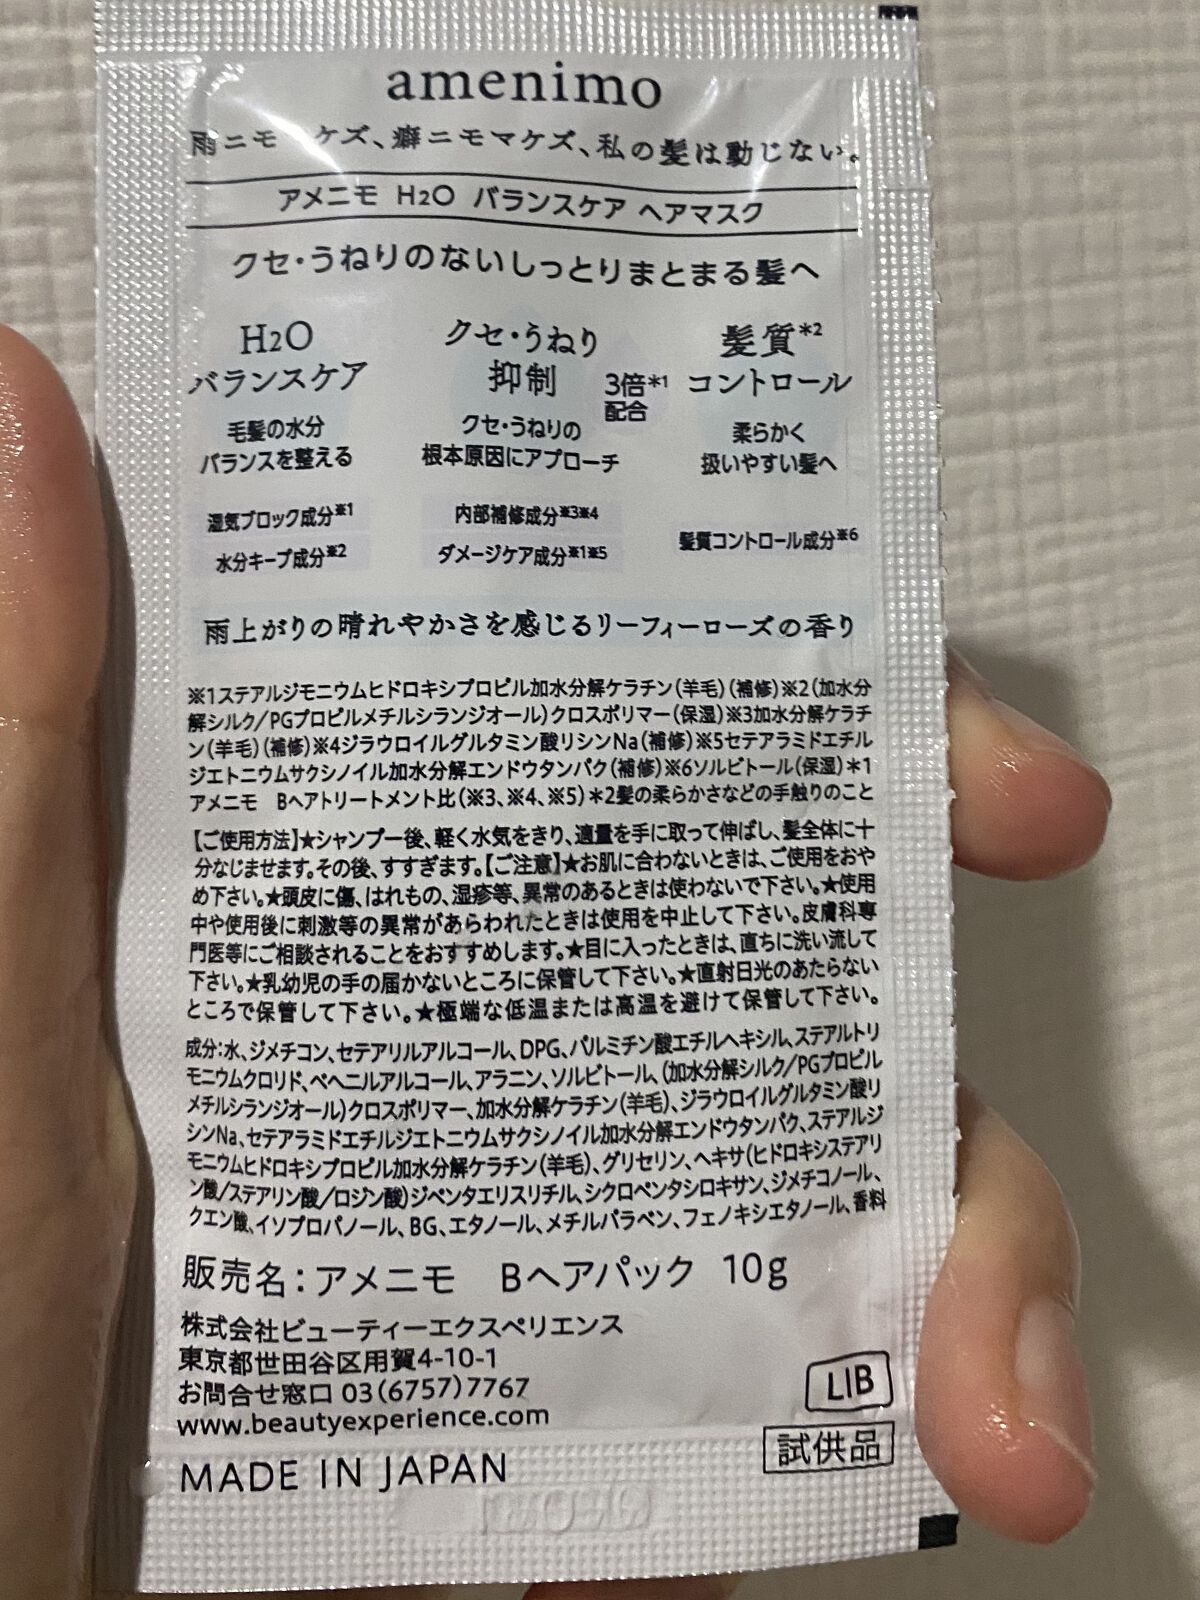 amenimo
雨ニモ ケズ、癖ニモマケズ、私の髪は動じない。
アメニモ H2O バランスケア ヘアマスク
クセ・うねりのないしっとりまとまる髪へ
H2O
バランスケア
毛髪の水分
バランスを整える
湿気ブロック成分※1
水分キープ成分※2
クセ・うねり
抑制
3倍*1
配合
クセ・うねりの
根本原因にアプローチ
内部補修成分※3※4
ダメージケア成分※1※5
髪質*2
コントロール
柔らかく
扱いやすい髪へ
髪質コントロール成分※6
雨上がりの晴れやかさを感じるリーフィーローズの香り
※1ステアルジモニウムヒドロキシプロピル加水分解ケラチン(羊毛)(補修)※2(加水分
解シルク/PGプロピルメチルシランジオール)クロスポリマー(保湿)※3加水分解ケラチ
ン(羊毛)(補修)※4ジラウロイルグルタミン酸リシンNa(補修)※5セテアラミドエチル
ジエトニウムサクシノイル加水分解エンドウタンパク(補修)※6ソルビトール(保湿)*1
アメニモ Bヘアトリートメント比(※3、※4、※5)*2髪の柔らかさなどの手触りのこと
【ご使用方法】★シャンプー後、軽く水気をきり、適量を手に取って伸ばし、髪全体に十
分なじませます。その後、すすぎます。【ご注意】★お肌に合わないときは、ご使用をおや
め下さい。★頭皮に傷、はれもの、湿疹等、異常のあるときは使わないで下さい。★使用
中や使用後に刺激等の異常があらわれたときは使用を中止して下さい。皮膚科専
門医等にご相談されることをおすすめします。★目に入ったときは、直ちに洗い流して
下さい。★乳幼児の手の届かないところに保管して下さい。★直射日光のあたらない
ところで保管して下さい。★極端な低温または高温を避けて保管して下さい。
成分:水、ジメチコン、セテアリルアルコール、DPG、パルミチン酸エチルヘキシル、ステアルトリ
モニウムクロリド、ベヘニルアルコール、アラニン、ソルビトール、(加水分解シルク/PGプロピル
メチルシランジオール)クロスポリマー、加水分解ケラチン(羊毛)、ジラウロイルグルタミン酸リ
シンNa、セテアラミドエチルジエトニウムサクシノイル加水分解エンドウタンパク、ステアルジ
モニウムヒドロキシプロピル加水分解ケラチン(羊毛)、グリセリン、ヘキサ(ヒドロキシステアリ
ン酸/ステアリン酸/ロジン酸)ジペンタエリスリチル、シクロペンタシロキサン、ジメチコノール、
クエン酸、イソプロパノール、BG、エタノール、メチルパラベン、フェノキシエタノール、香料
販売名:アメニモ Bヘアパック 10g
株式会社ビューティーエクスペリエンス
東京都世田谷区用賀4-10-1
お問合せ窓口 03(6757)7767
www.beautyexperience.com
LIB
試供品
MADE IN JAPAN